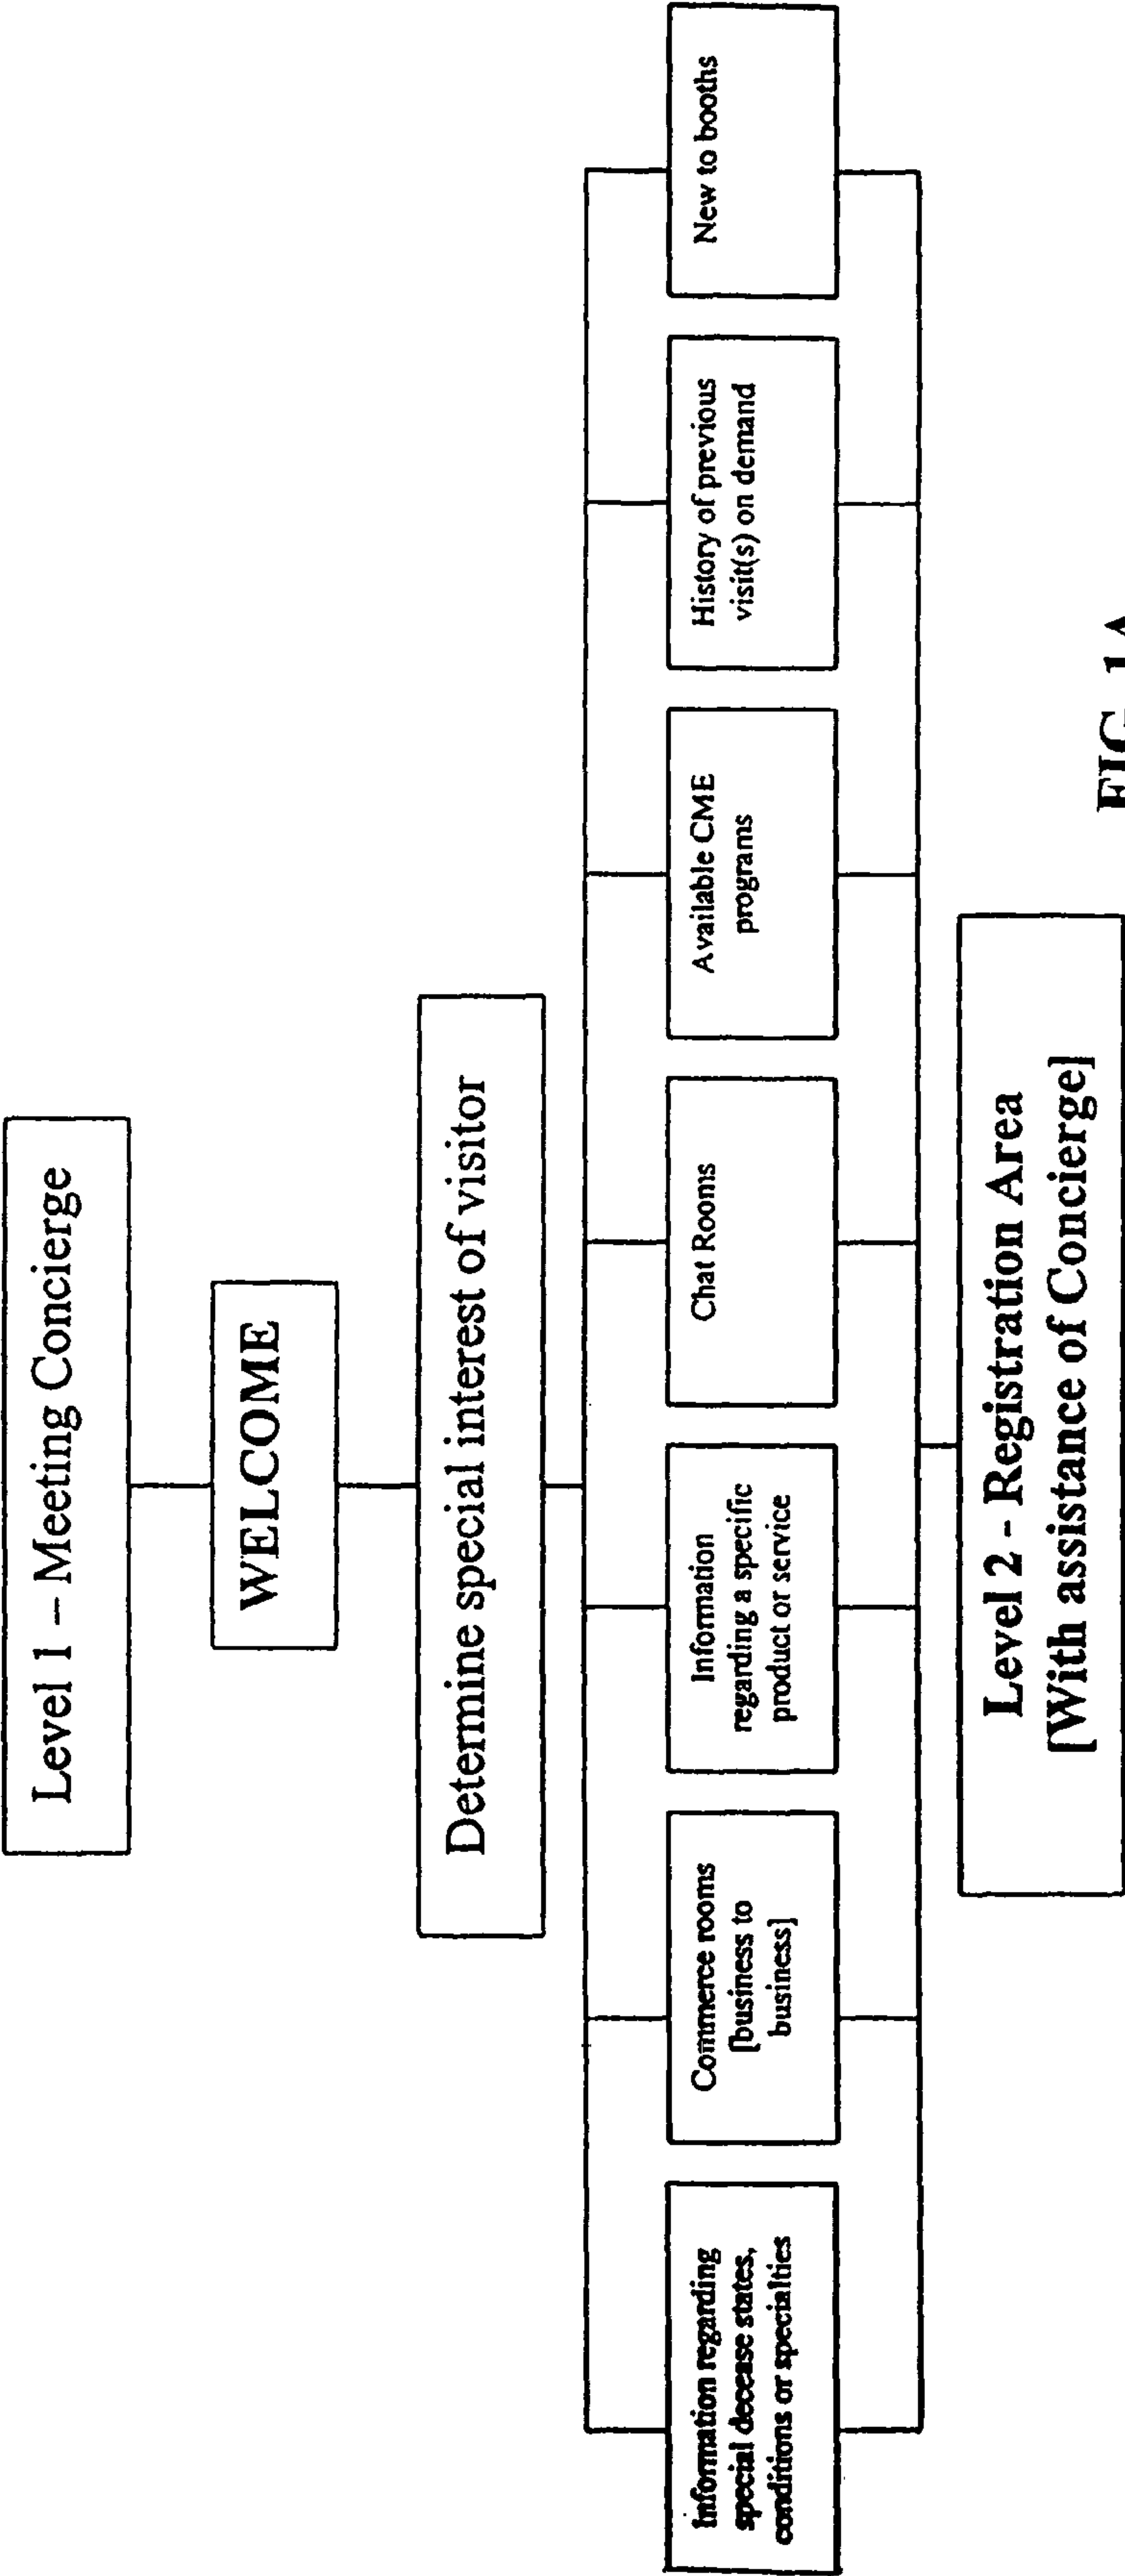 Level 1 – Meeting Concierge
WELCOME
Determine special interest of visitor
Information regarding
special decease states,
conditions or specialties
Commerce rooms
[business to
business]
Information
regarding a specific
product or service
Chat Rooms
Available CME
programs
History of previous
visit(s) on demand
New to booths
Level 2 - Registration Area
[With assistance of Concierge]
FIG. 1A